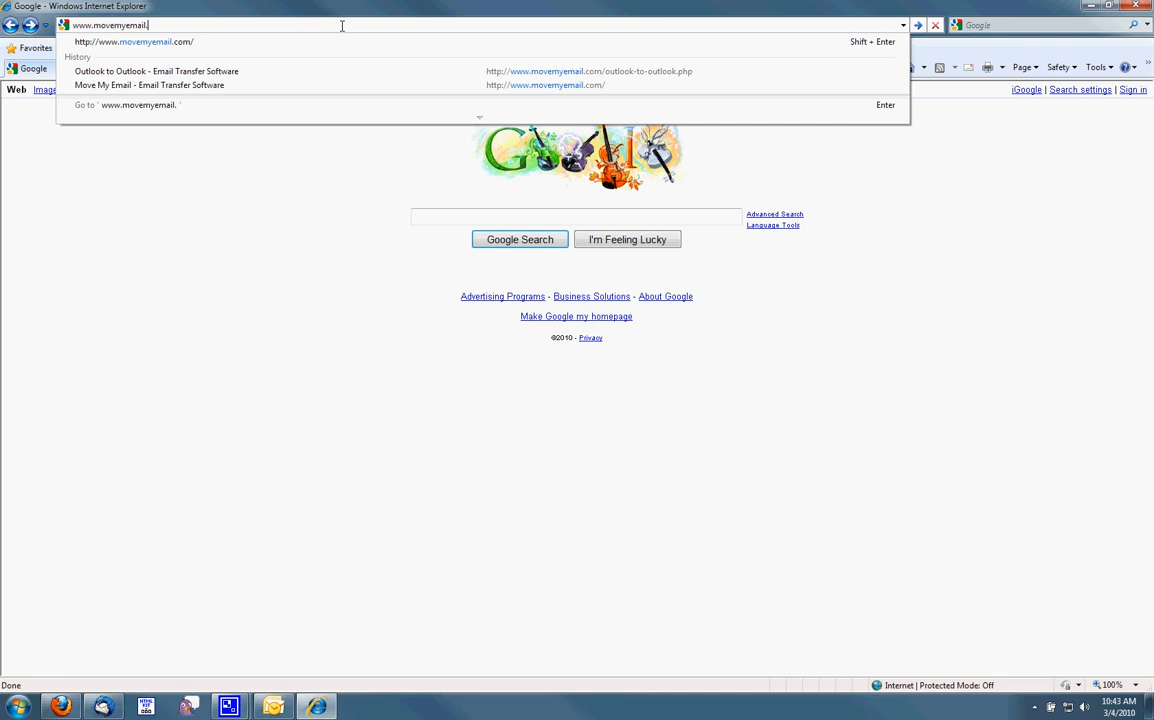 Google - Windows Internet Explorer
www.movemyemail. Google
http://www.movemyemail.com/ Shift + Enter
Favorites
History
Google Outlook to Outlook - Email Transfer Software http://www.movemyemail.com/outlook-to-outlook.php Page Safety Tools
Move My Email - Email Transfer Software http://www.movemyemail.com/
Web Image iGoogle | Search settings | Sign in
Go to ' www.movemyemail. ' Enter
Advanced Search
Language Tools
Google Search I'm Feeling Lucky
Advertising Programs - Business Solutions - About Google
Make Google my homepage
©2010 - Privacy
Done Internet | Protected Mode: Off 100%
HTML KIT
10:43 AM
3/4/2010